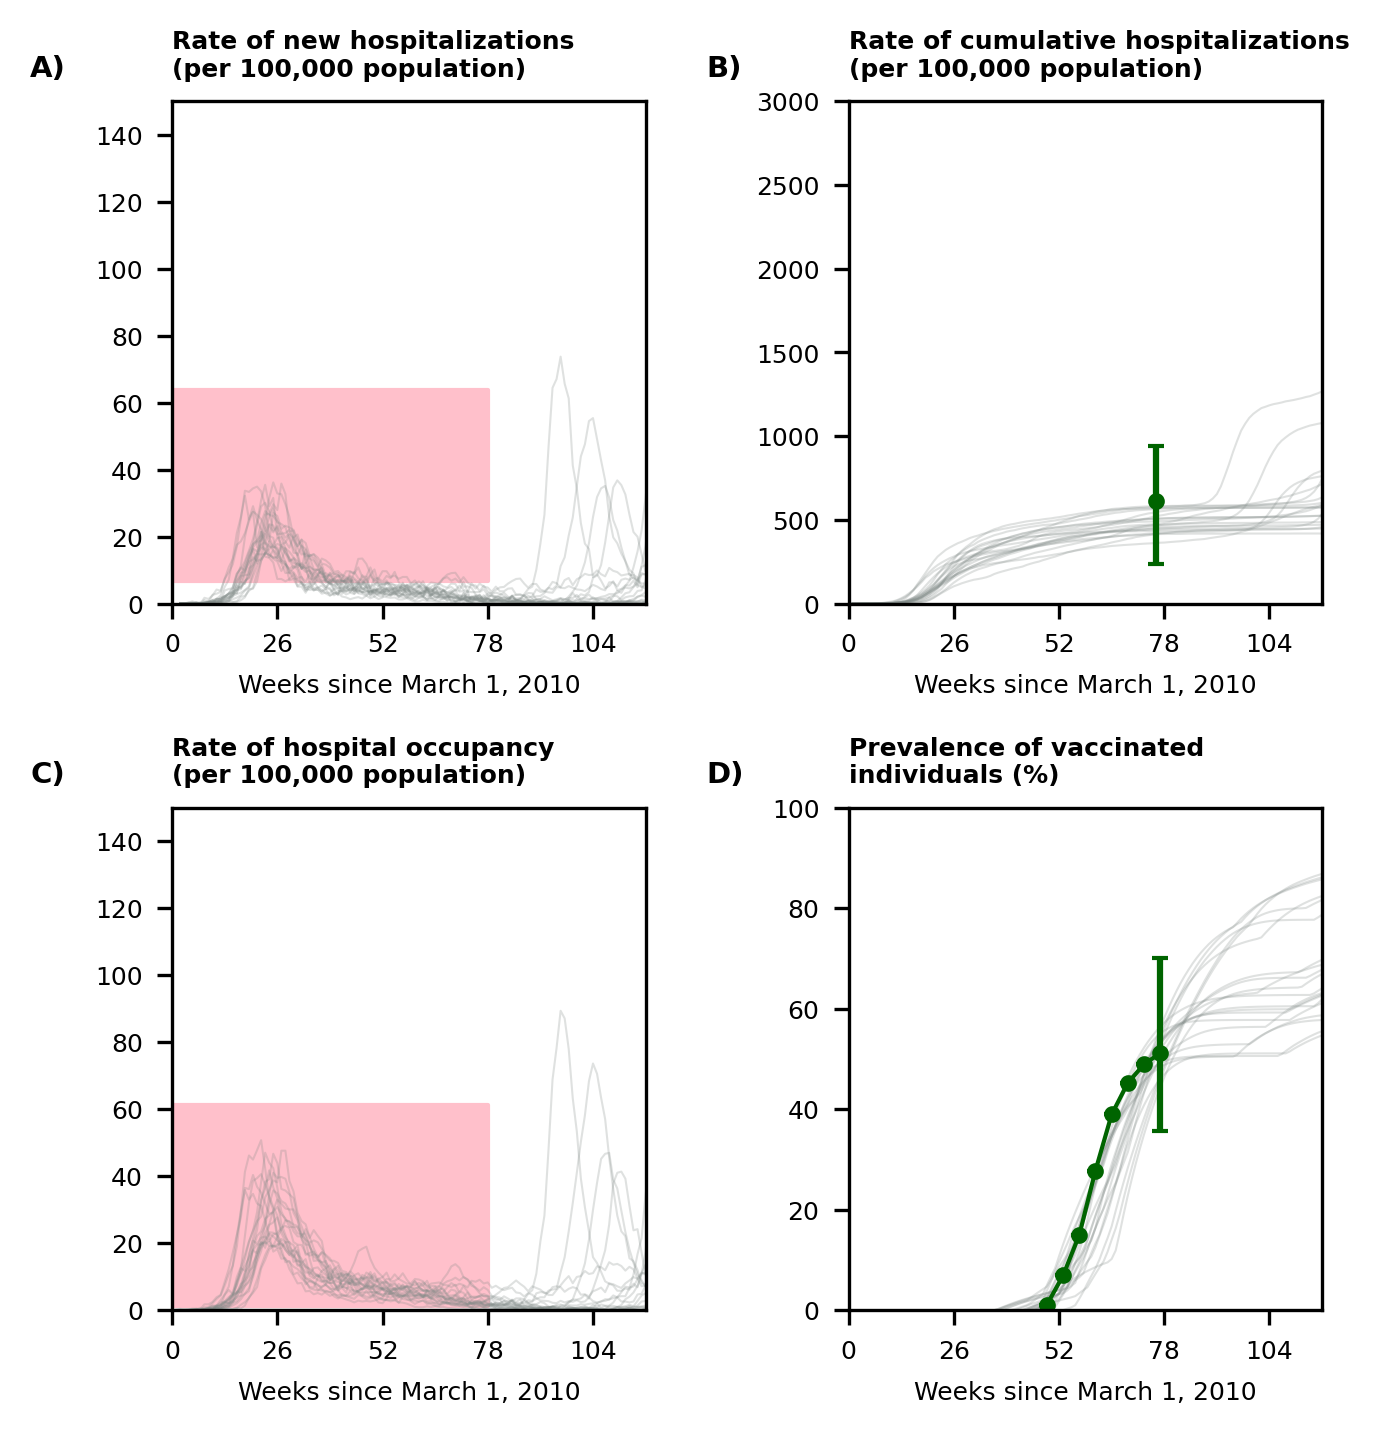 A)
Rate of new hospitalizations
(per 100,000 population)
140
120
100
80
60
40
20
0
0 26 52 78 104
Weeks since March 1, 2010
B)
Rate of cumulative hospitalizations
(per 100,000 population)
3000
2500
2000
1500
1000
500
0
0 26 52 78 104
Weeks since March 1, 2010
C)
Rate of hospital occupancy
(per 100,000 population)
140
120
100
80
60
40
20
0
0 26 52 78 104
Weeks since March 1, 2010
D)
Prevalence of vaccinated
individuals (%)
100
80
60
40
20
0
0 26 52 78 104
Weeks since March 1, 2010